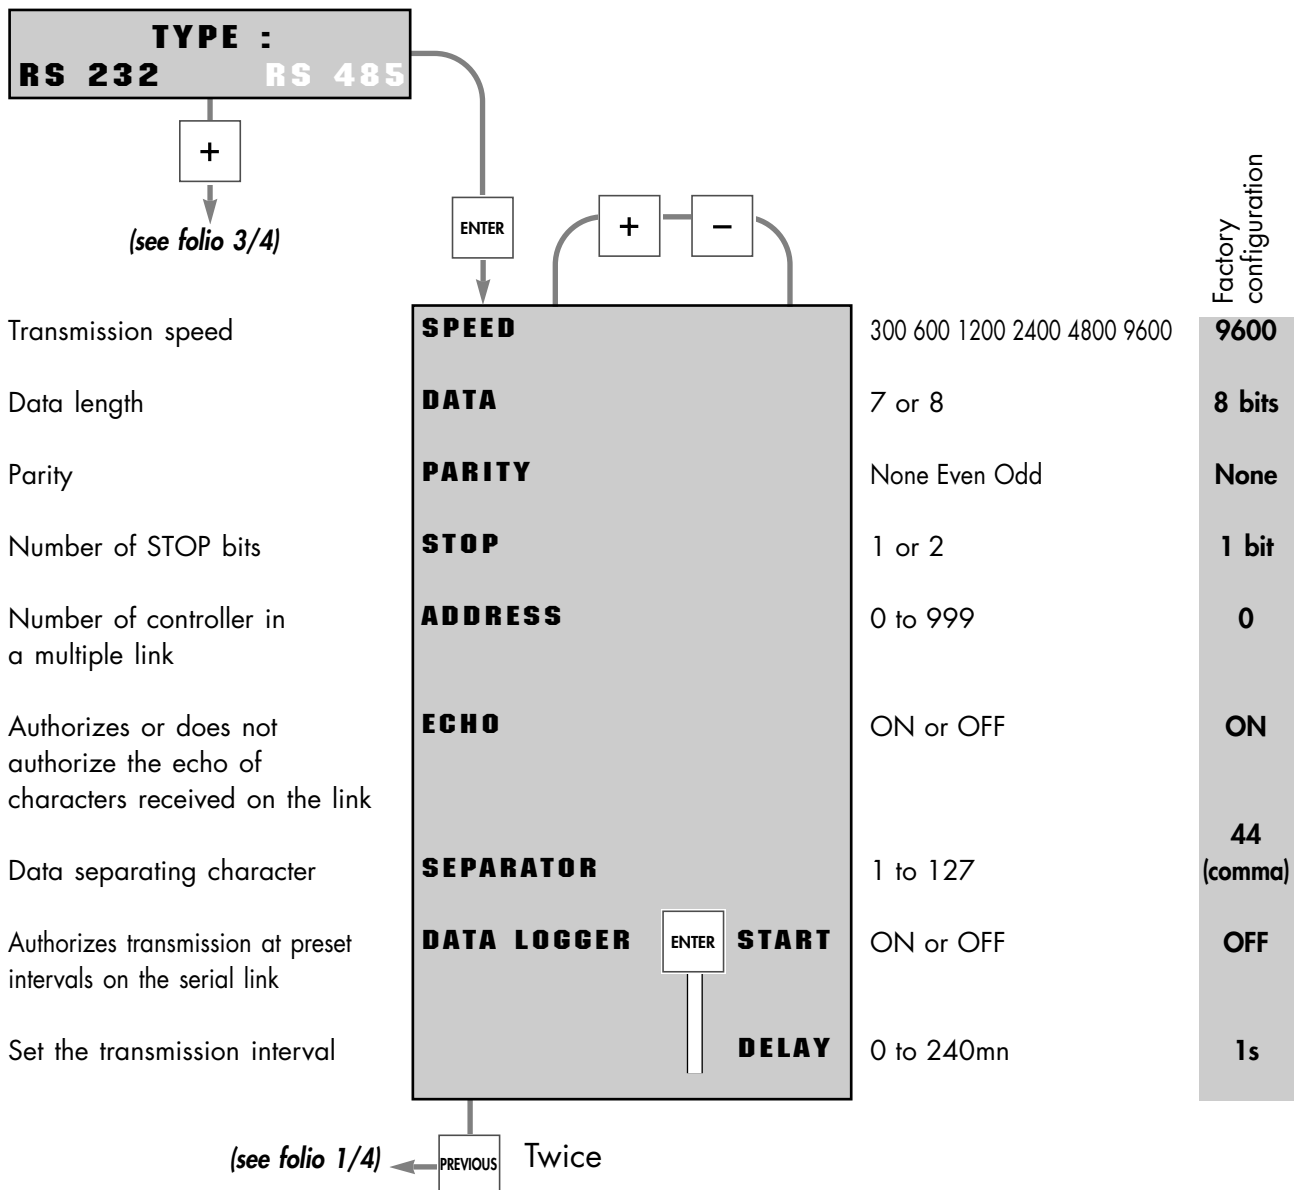 TYPE :
RS 232 RS 485
+
(see folio 3/4)
ENTER
+ −
Factory
configuration
Transmission speed SPEED 300 600 1200 2400 4800 9600 9600
Data length DATA 7 or 8 8 bits
Parity PARITY None Even Odd None
Number of STOP bits STOP 1 or 2 1 bit
Number of controller in ADDRESS 0 to 999 0
a multiple link
Authorizes or does not ECHO ON or OFF ON
authorize the echo of
characters received on the link
44
Data separating character SEPARATOR 1 to 127 (comma)
Authorizes transmission at preset DATA LOGGER ENTER START ON or OFF OFF
intervals on the serial link
Set the transmission interval DELAY 0 to 240mn 1s
(see folio 1/4) PREVIOUS Twice